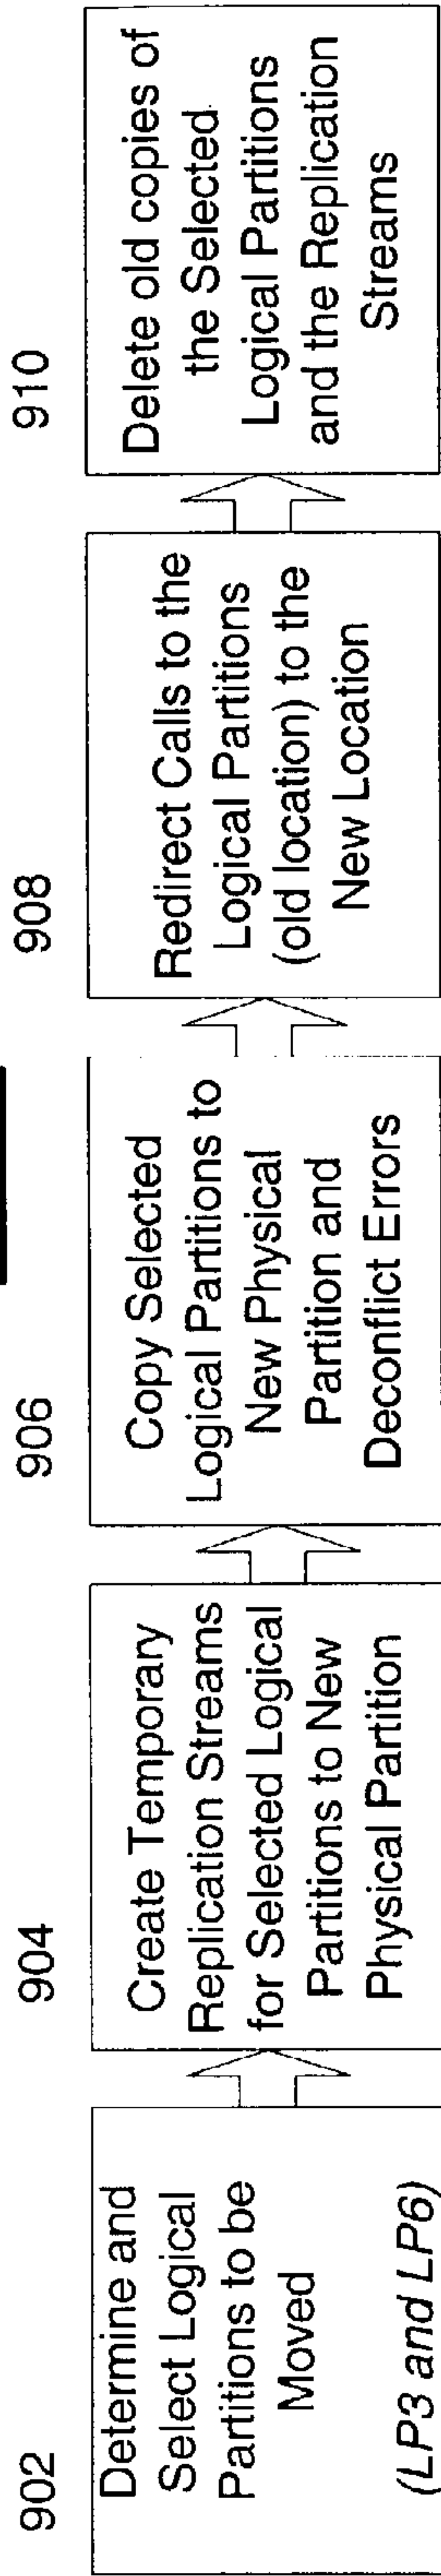 902
Determine and
Select Logical
Partitions to be
Moved
(LP3 and LP6)
904
Create Temporary
Replication Streams
for Selected Logical
Partitions to New
Physical Partition
906
Copy Selected
Logical Partitions to
New Physical
Partition and
Deconflict Errors
908
Redirect Calls to the
Logical Partitions
(old location) to the
New Location
910
Delete old copies of
the Selected
Logical Partitions
and the Replication
Streams